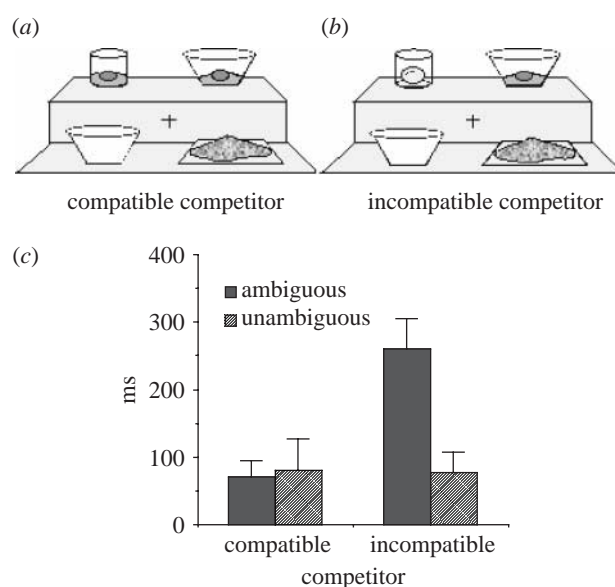 (a)
(b)
+
+
compatible competitor
incompatible competitor
(c)
400
300
200
100
0
ms
ambiguous
unambiguous
compatible
incompatible
competitor